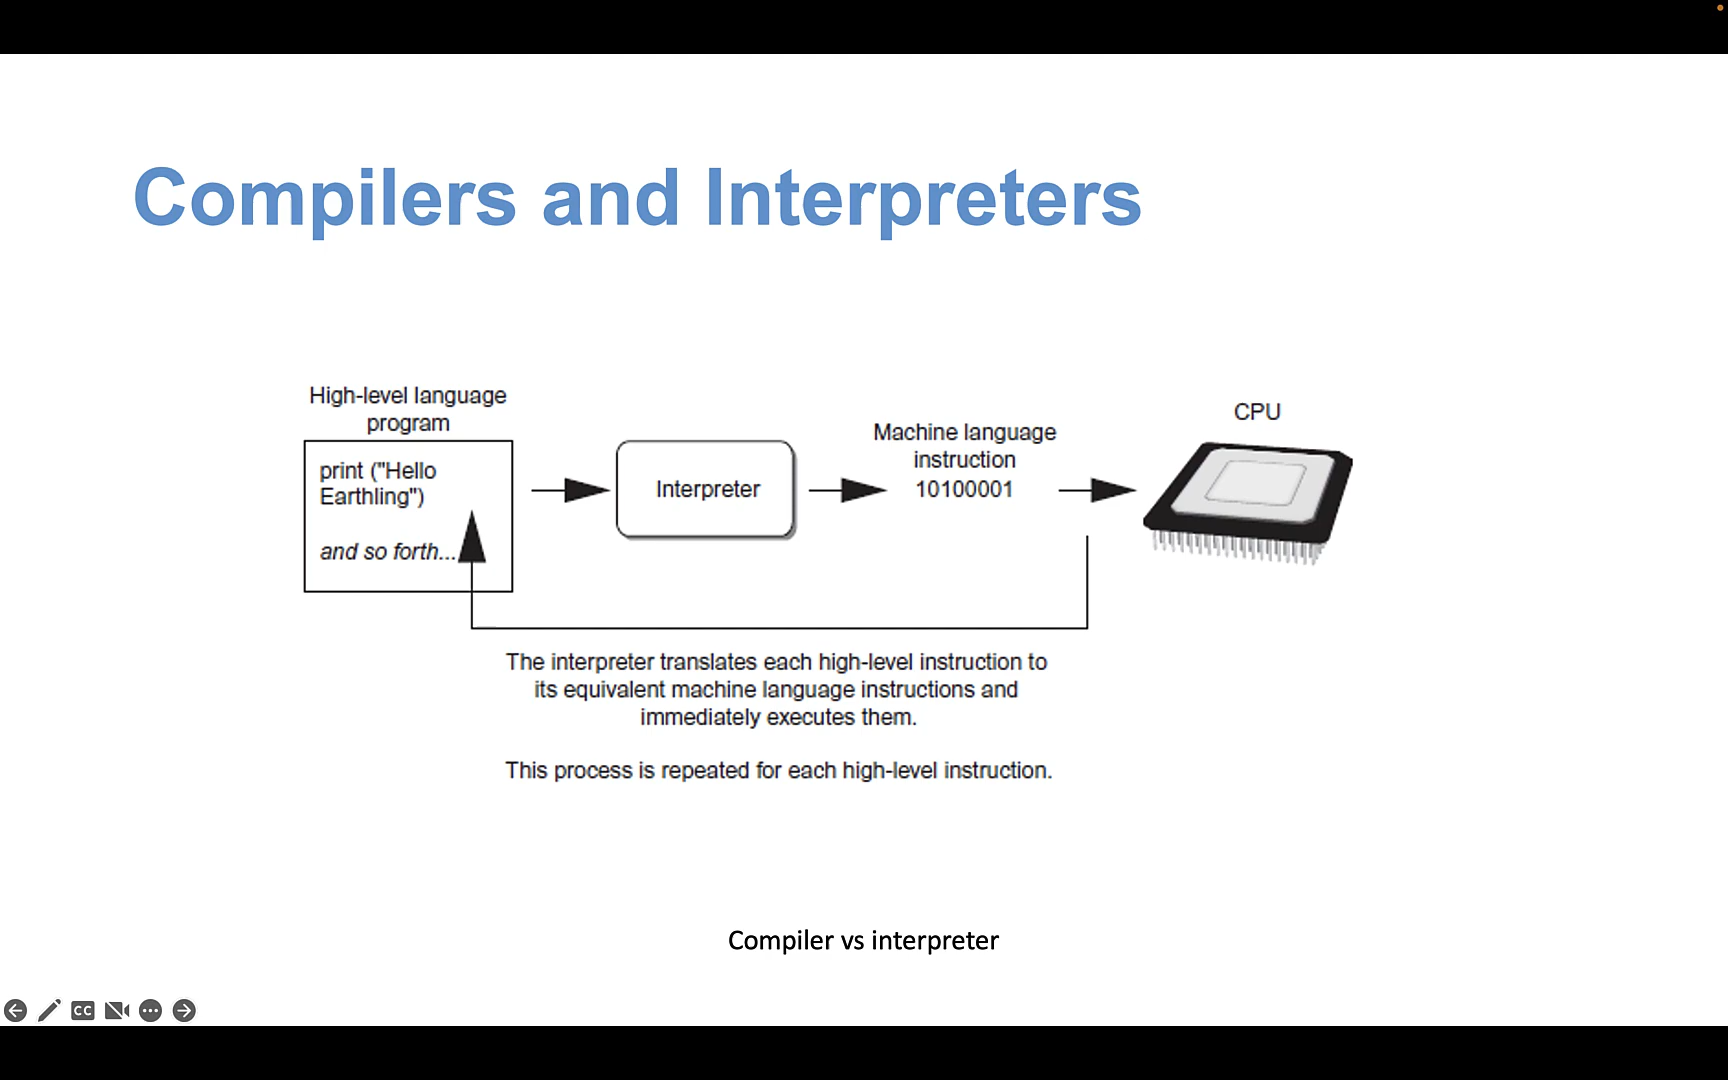 Compilers and Interpreters
High-level language
program
print ("Hello
Earthling")
and so forth...
Interpreter
Machine language
instruction
10100001
CPU
The interpreter translates each high-level instruction to
its equivalent machine language instructions and
immediately executes them.
This process is repeated for each high-level instruction.
Compiler vs interpreter
CC